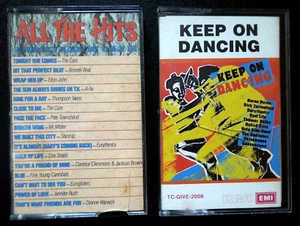 All The Hits
TONIGHT SHE COMES – The Cars
HIT THAT PERFECT BEAT – Bronski Beat
WRAP HER UP – Elton John
THE SUN ALWAYS SHINES ON T.V. – A-ha
KING FOR A DAY – Thompson Twins
CLOSE TO ME – The Cure
FACE THE FACE – Pete Townshend
BROKEN WINGS – Mr. Mister
WE BUILT THIS CITY – Starship
IT'S ALRIGHT (BABY'S COMING BACK) – Eurythmics
WALK OF LIFE – Dire Straits
YOU'RE A FRIEND OF MINE – Clarence Clemmons & Jackson Browne
BLUE – Fine Young Cannibals
CAN'T WAIT TO SEE YOU – Eurogliders
POWER OF LOVE – Jennifer Rush
THAT'S WHAT FRIENDS ARE FOR – Dionne Warwick
KEEP ON
DANCING
KEEP ON
DANCING
Duran Duran
TC-GIVE-2008
EMI